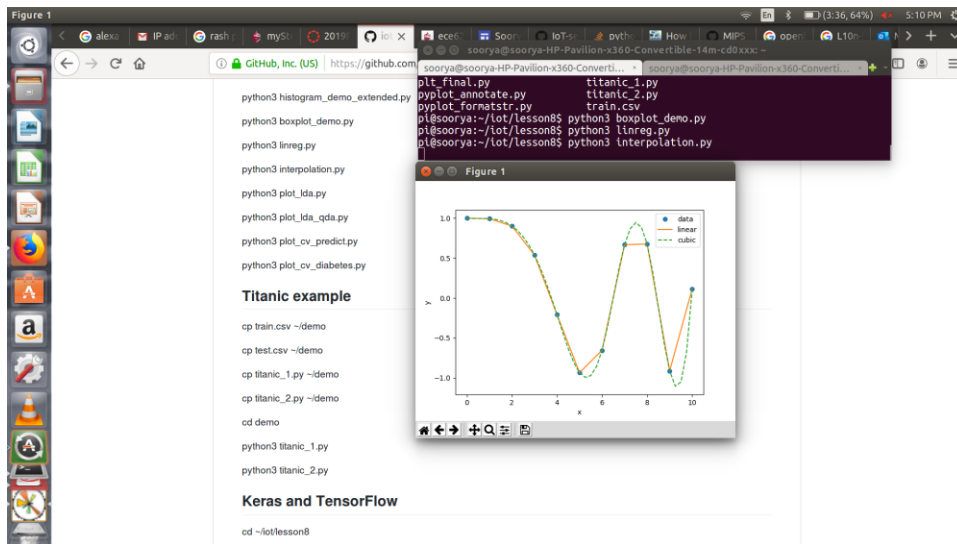 Figure 1
En (3:36, 64%) 5:10 PM
alexa IP ad rash myS 2019 iot ece6 Soor IoT-s pytho How MIPS open L10n
GitHub, Inc. (US) https://github.com
soorya@soorya-HP-Pavilion-x360-Convertible-14m-cd0xxx: ~
soorya@soorya-HP-Pavilion-x360-Converti... soorya@soorya-HP-Pavilion-x360-Converti...
plt_final.py titanic_1.py
pyplot_annotate.py titanic_2.py
pyplot_formatstr.py train.csv
pi@soorya:~/iot/lesson8$ python3 boxplot_demo.py
pi@soorya:~/iot/lesson8$ python3 linreg.py
pi@soorya:~/iot/lesson8$ python3 interpolation.py
python3 histogram_demo_extended.py
python3 boxplot_demo.py
python3 linreg.py
python3 interpolation.py
python3 plot_lda.py
python3 plot_lda_qda.py
python3 plot_cv_predict.py
python3 plot_cv_diabetes.py
Titanic example
cp train.csv ~/demo
cp test.csv ~/demo
cp titanic_1.py ~/demo
cp titanic_2.py ~/demo
cd demo
python3 titanic_1.py
python3 titanic_2.py
Keras and TensorFlow
cd ~/iot/lesson8
Figure 1
data
linear
cubic
1.0
0.5
0.0
−0.5
−1.0
y
0 2 4 6 8 10
x